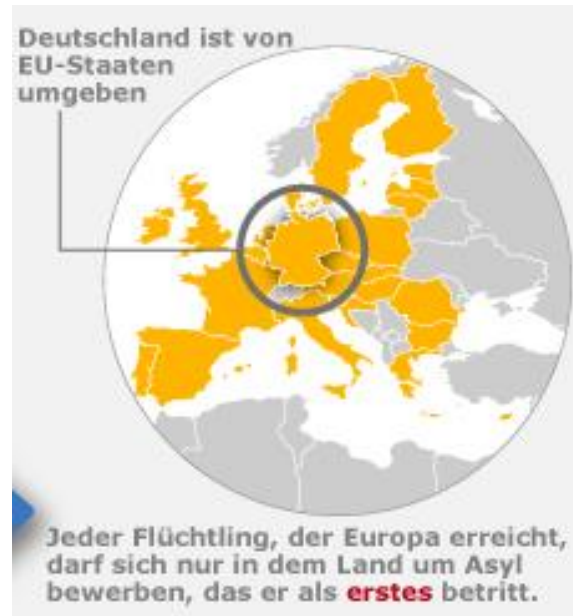 Deutschland ist von
EU-Staaten
umgeben
Jeder Flüchtling, der Europa erreicht,
darf sich nur in dem Land um Asyl
bewerben, das er als erstes betritt.